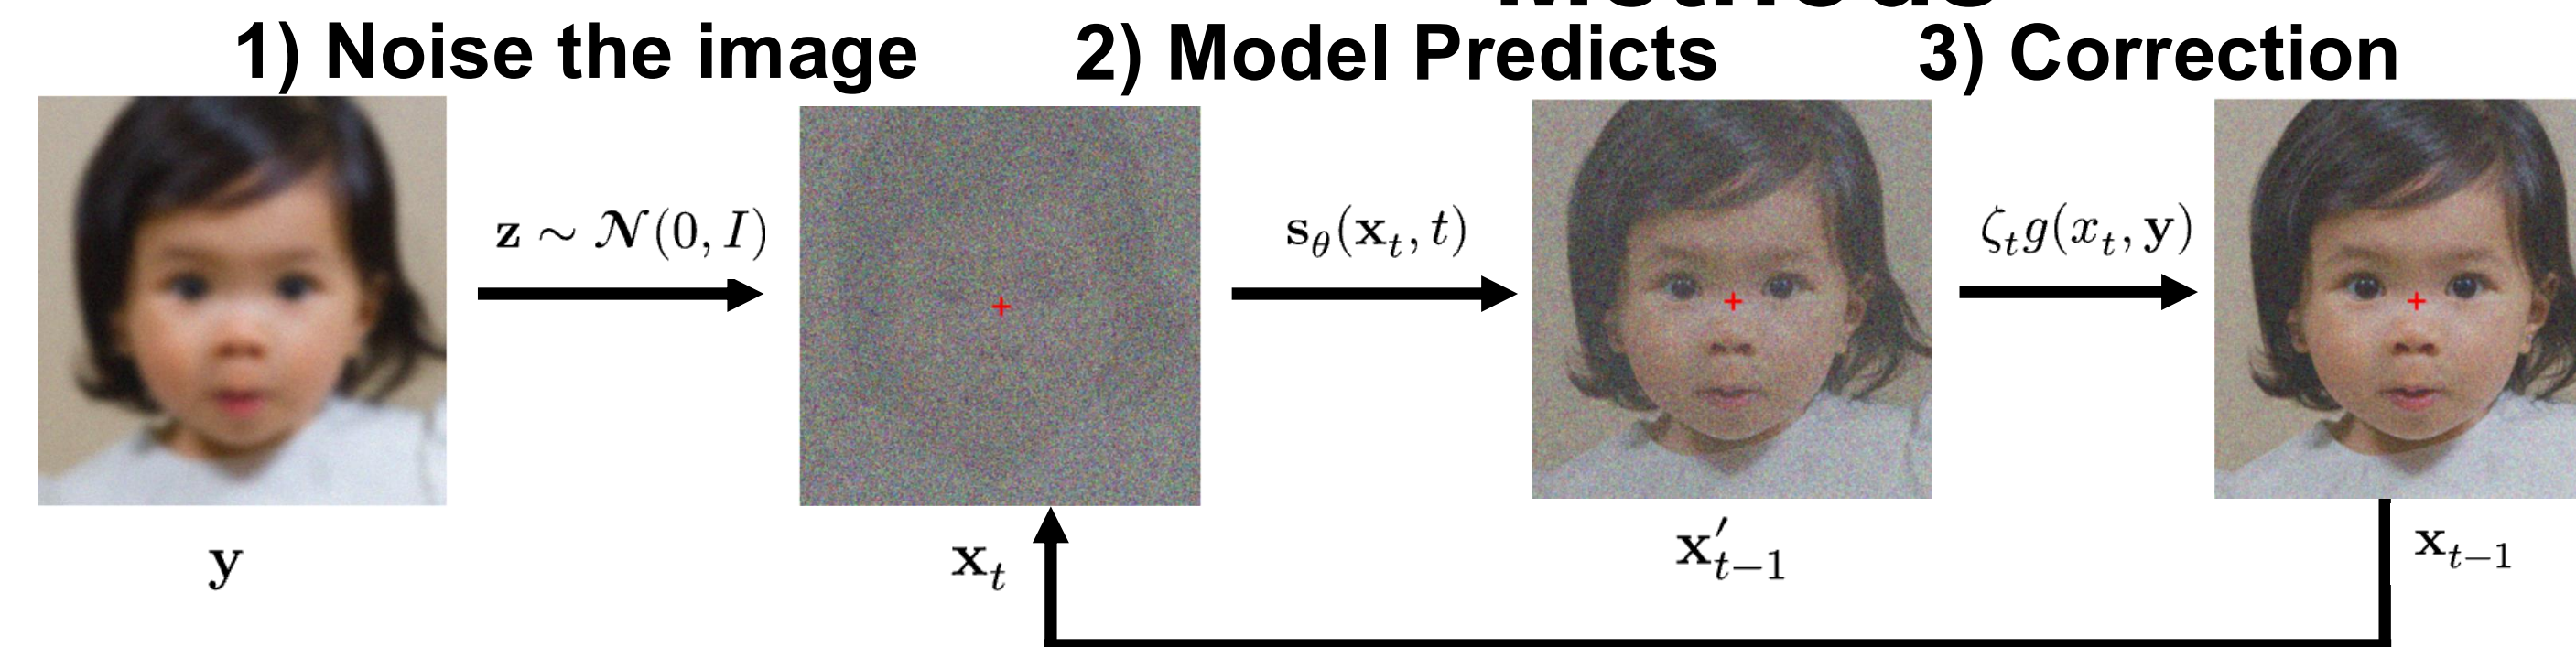 1) Noise the image
2) Model Predicts
3) Correction
z ∼ 𝒩(0, I)
s_θ(x_t, t)
ζ_t g(x_t, y)
y
x_t
x′_{t−1}
x_{t−1}